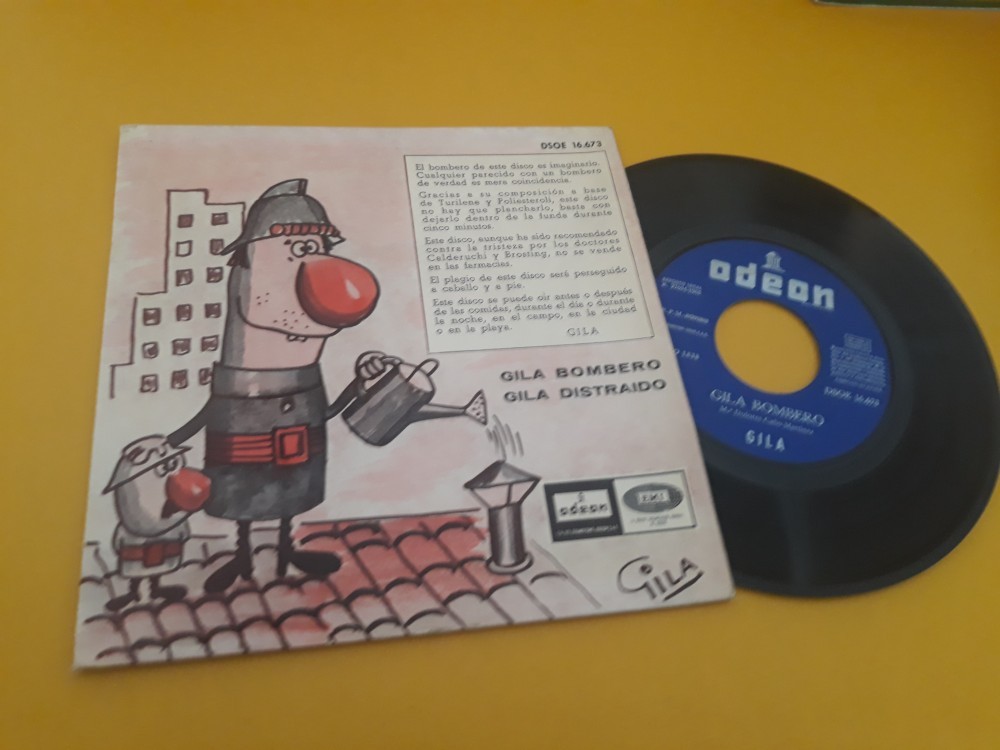 DSOE 16.673
El bombero de este disco es imaginario.
Cualquier parecido con un bombero
de verdad es mera coincidencia.
Gracias a su composición a base
de Turilene y Poliesteroli, este disco
no hay que plancharlo, basta con
dejarlo dentro de la funda durante
cinco minutos.
Este disco, aunque ha sido recomendado
contra la tristeza por los doctores
Calderuchi y Brosting, no se vende
en las farmacias.
El plagio de este disco será perseguido
a caballo y a pie.
Este disco se puede oir antes o después
de las comidas, durante el día o durante
la noche, en el campo, en la ciudad
o en la playa.
GILA
GILA BOMBERO
GILA DISTRAIDO
odeon
EMI
GILA
odeon
DSOE 16.673
GILA BOMBERO
GILA